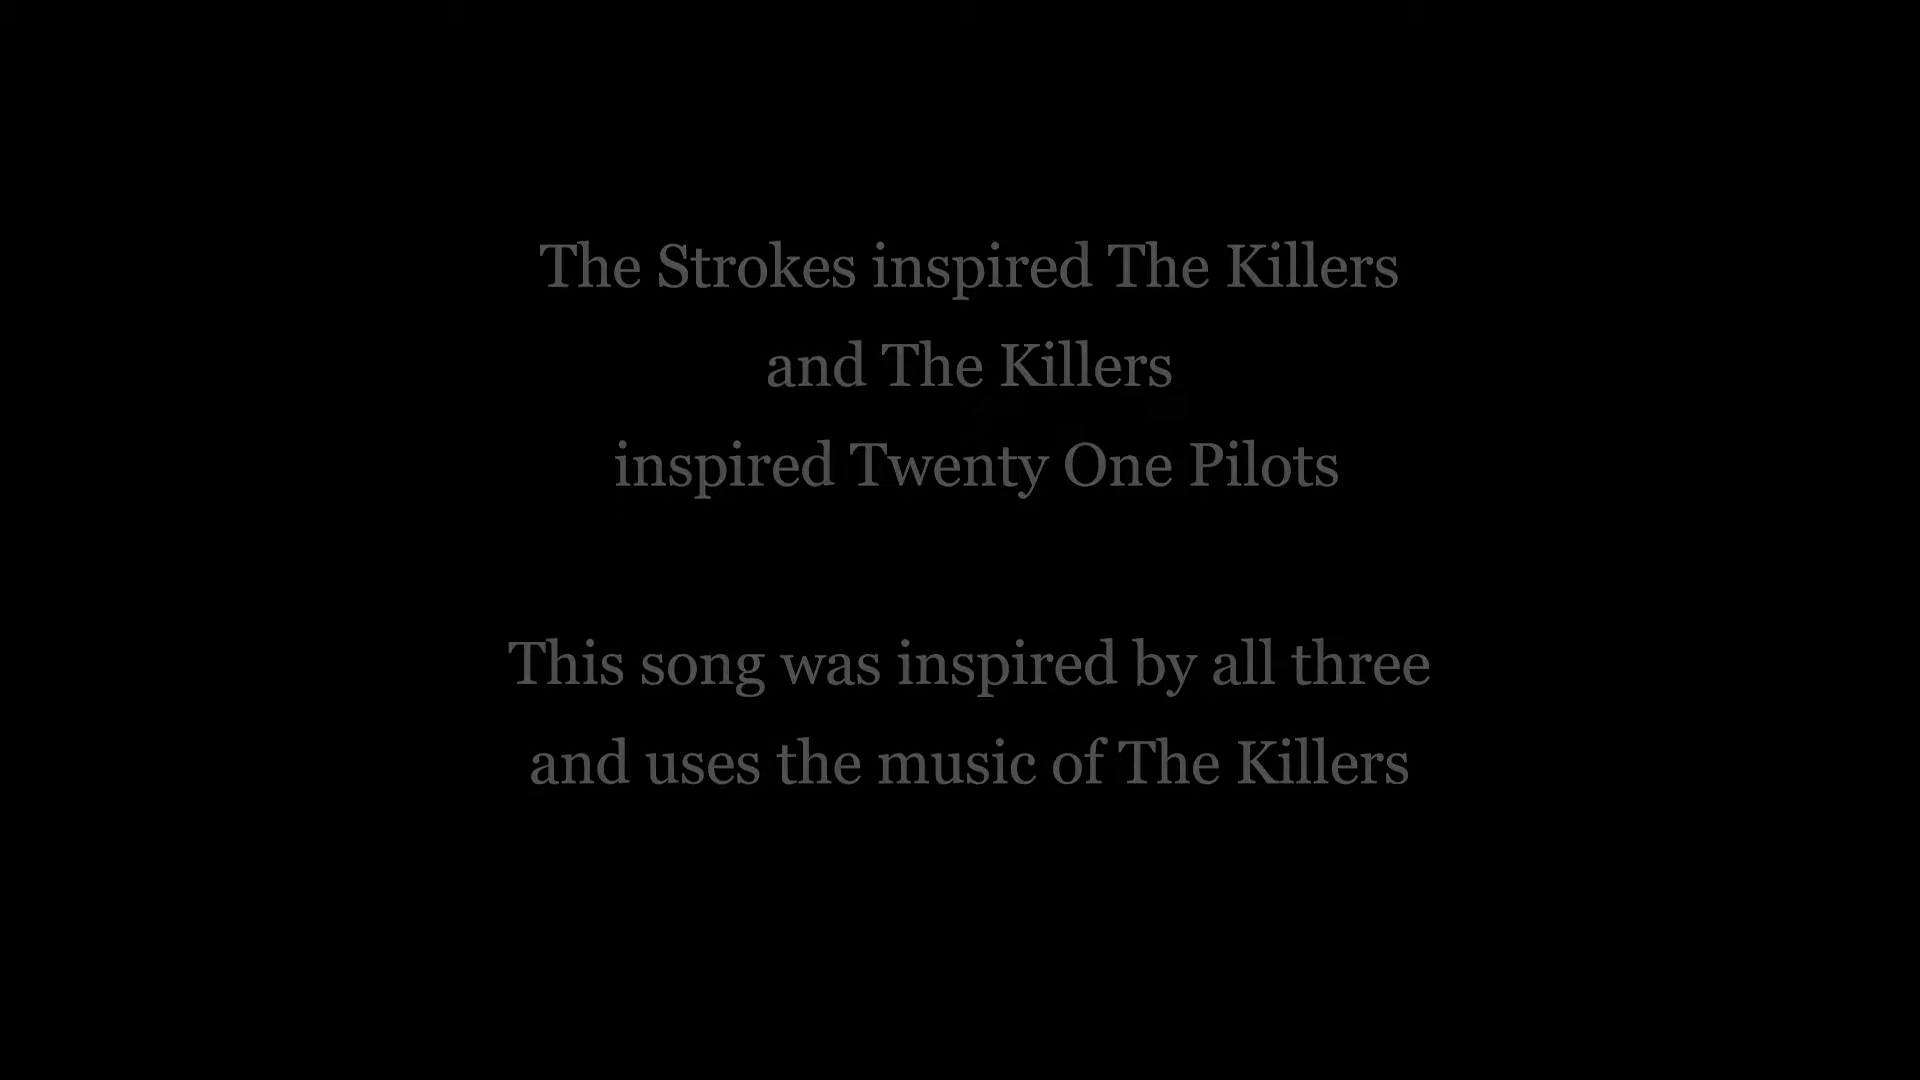 The Strokes inspired The Killers
and The Killers
inspired Twenty One Pilots
This song was inspired by all three
and uses the music of The Killers